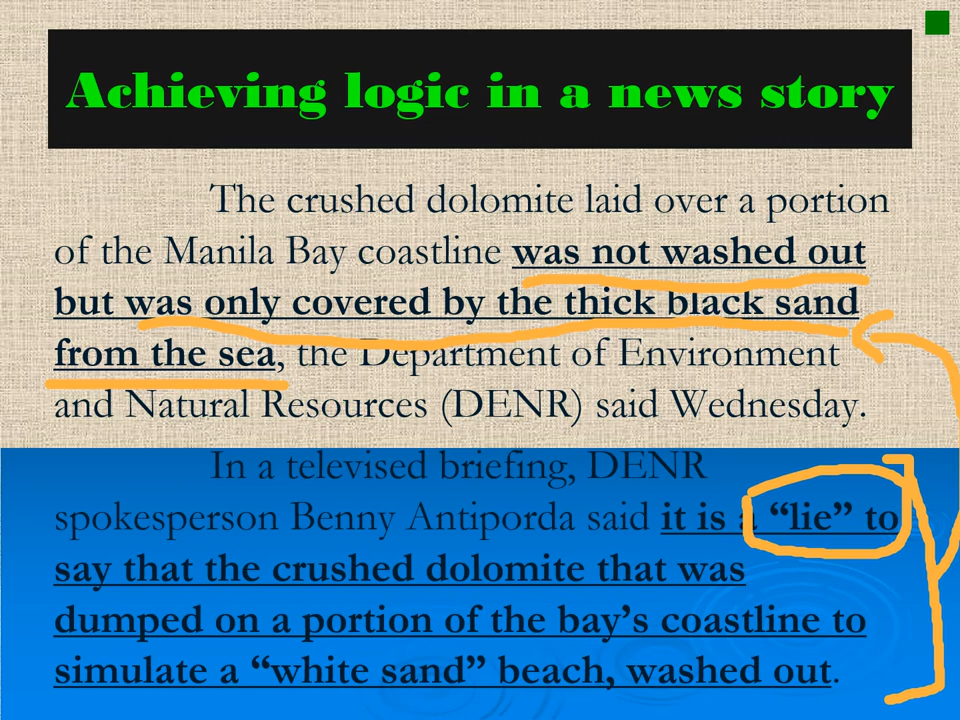 Achieving logic in a news story
The crushed dolomite laid over a portion
of the Manila Bay coastline was not washed out
but was only covered by the thick black sand
from the sea, the Department of Environment
and Natural Resources (DENR) said Wednesday.
In a televised briefing, DENR
spokesperson Benny Antiporda said it is a “lie” to
say that the crushed dolomite that was
dumped on a portion of the bay’s coastline to
simulate a “white sand” beach, washed out.